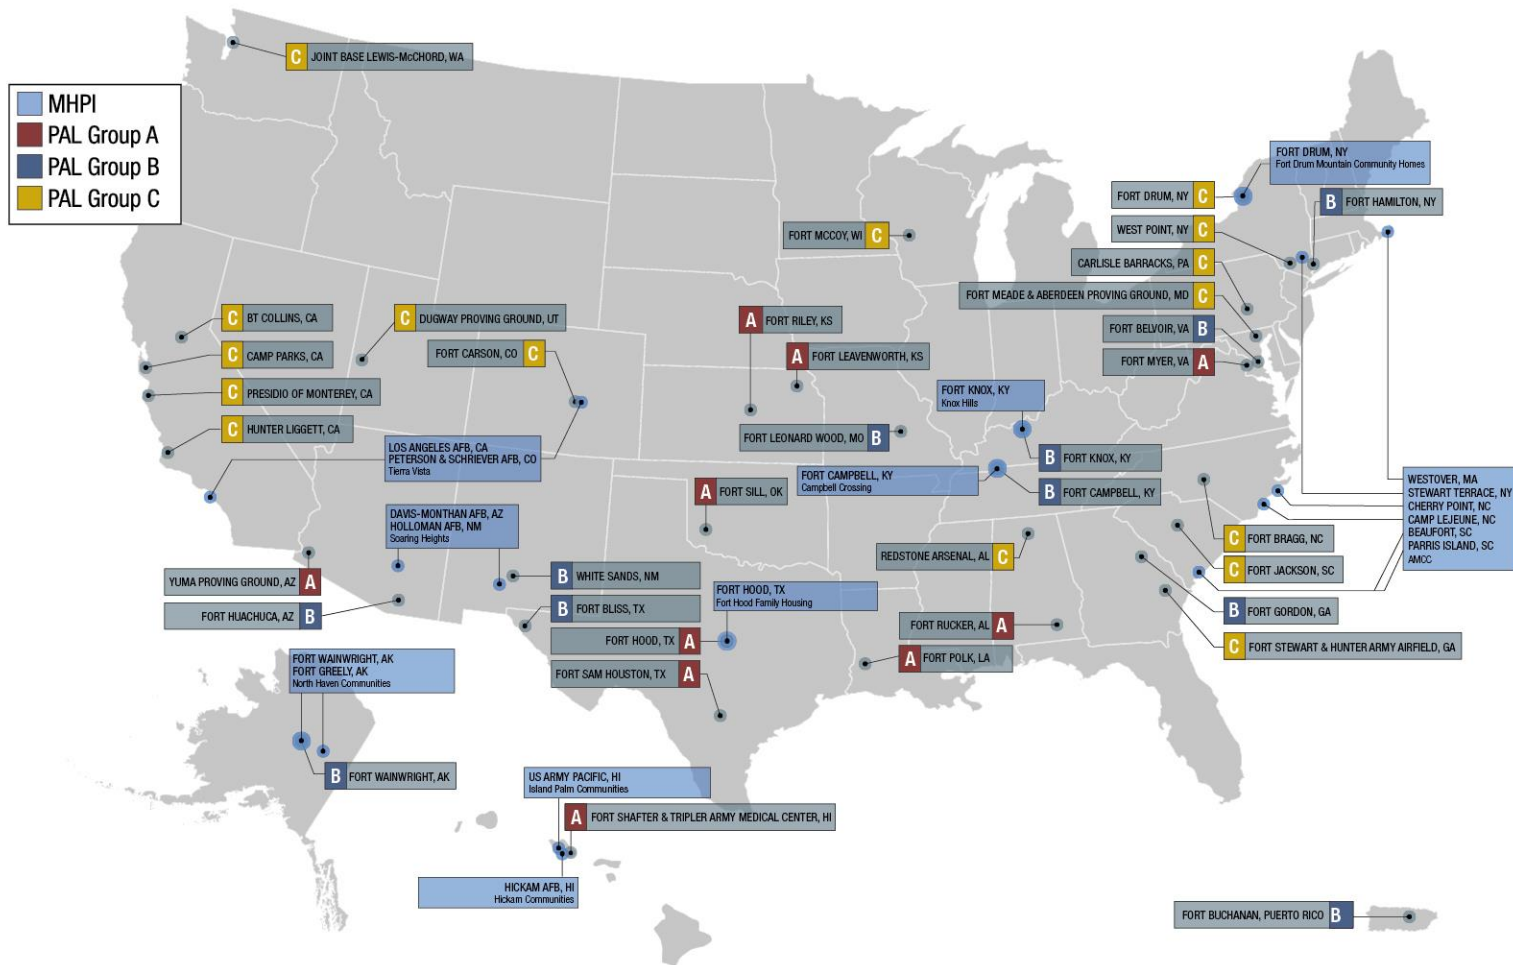 C JOINT BASE LEWIS-McCHORD, WA
MHPI
PAL Group A
PAL Group B
PAL Group C
FORT DRUM, NY
Fort Drum Mountain Community Homes
FORT DRUM, NY C
B FORT HAMILTON, NY
WEST POINT, NY C
FORT MCCOY, WI C
CARLISLE BARRACKS, PA C
FORT MEADE & ABERDEEN PROVING GROUND, MD C
FORT BELVOIR, VA B
FORT MYER, VA A
C BT COLLINS, CA
C DUGWAY PROVING GROUND, UT
A FORT RILEY, KS
C CAMP PARKS, CA
FORT CARSON, CO C
A FORT LEAVENWORTH, KS
C PRESIDIO OF MONTEREY, CA
FORT KNOX, KY
Knox Hills
C HUNTER LIGGETT, CA
FORT LEONARD WOOD, MO B
LOS ANGELES AFB, CA
PETERSON & SCHRIEVER AFB, CO
Tierra Vista
B FORT KNOX, KY
FORT CAMPBELL, KY
Campbell Crossing
B FORT CAMPBELL, KY
A FORT SILL, OK
WESTOVER, MA
STEWART TERRACE, NY
CHERRY POINT, NC
CAMP LEJEUNE, NC
BEAUFORT, SC
PARRIS ISLAND, SC
AMCC
DAVIS-MONTHAN AFB, AZ
HOLLOMAN AFB, NM
Soaring Heights
C FORT BRAGG, NC
REDSTONE ARSENAL, AL C
C FORT JACKSON, SC
YUMA PROVING GROUND, AZ A
B WHITE SANDS, NM
FORT HOOD, TX
Fort Hood Family Housing
FORT HUACHUCA, AZ B
B FORT BLISS, TX
B FORT GORDON, GA
FORT HOOD, TX A
FORT RUCKER, AL A
C FORT STEWART & HUNTER ARMY AIRFIELD, GA
FORT SAM HOUSTON, TX A
A FORT POLK, LA
FORT WAINWRIGHT, AK
FORT GREELY, AK
North Haven Communities
B FORT WAINWRIGHT, AK
US ARMY PACIFIC, HI
Island Palm Communities
A FORT SHAFTER & TRIPLER ARMY MEDICAL CENTER, HI
HICKAM AFB, HI
Hickam Communities
FORT BUCHANAN, PUERTO RICO B